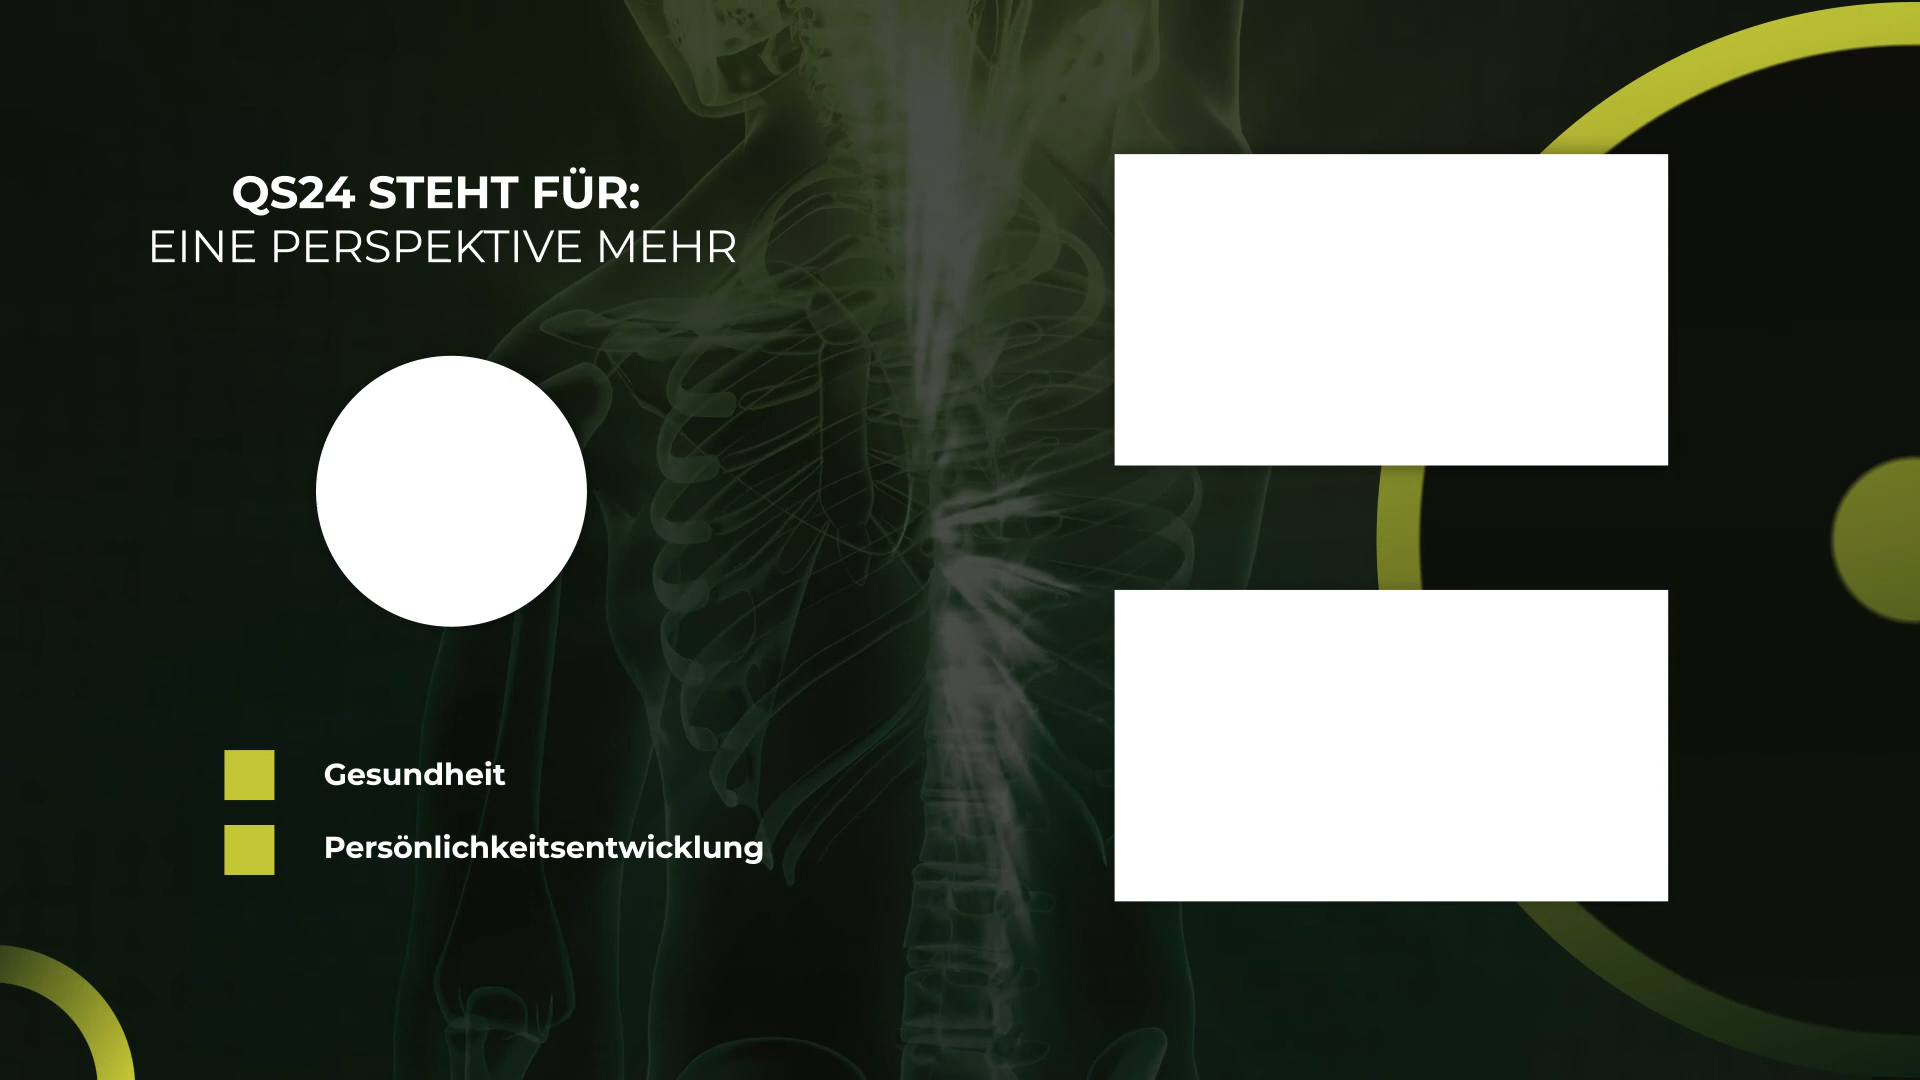 QS24 STEHT FÜR:
EINE PERSPEKTIVE MEHR
Gesundheit
Persönlichkeitsentwicklung